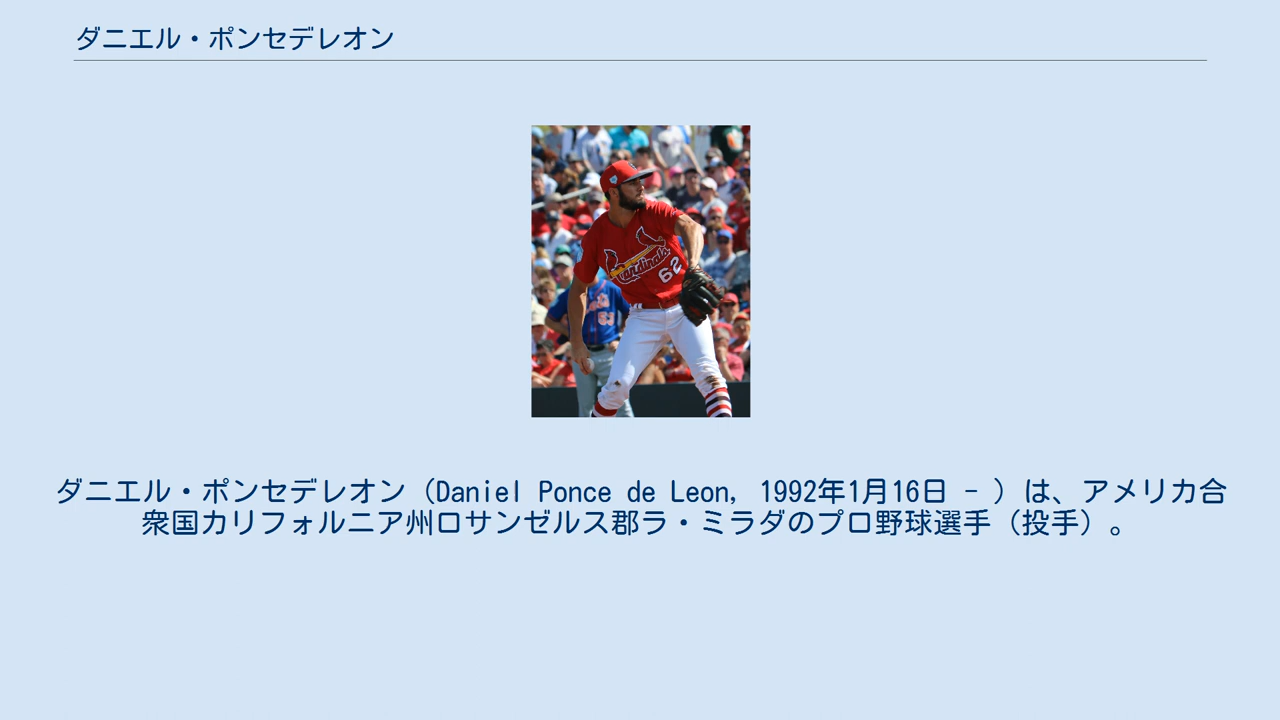 ダニエル・ポンセデレオン
Cardinals
62
ダニエル・ポンセデレオン（Daniel Ponce de Leon, 1992年1月16日 - ）は、アメリカ合
衆国カリフォルニア州ロサンゼルス郡ラ・ミラダのプロ野球選手（投手）。